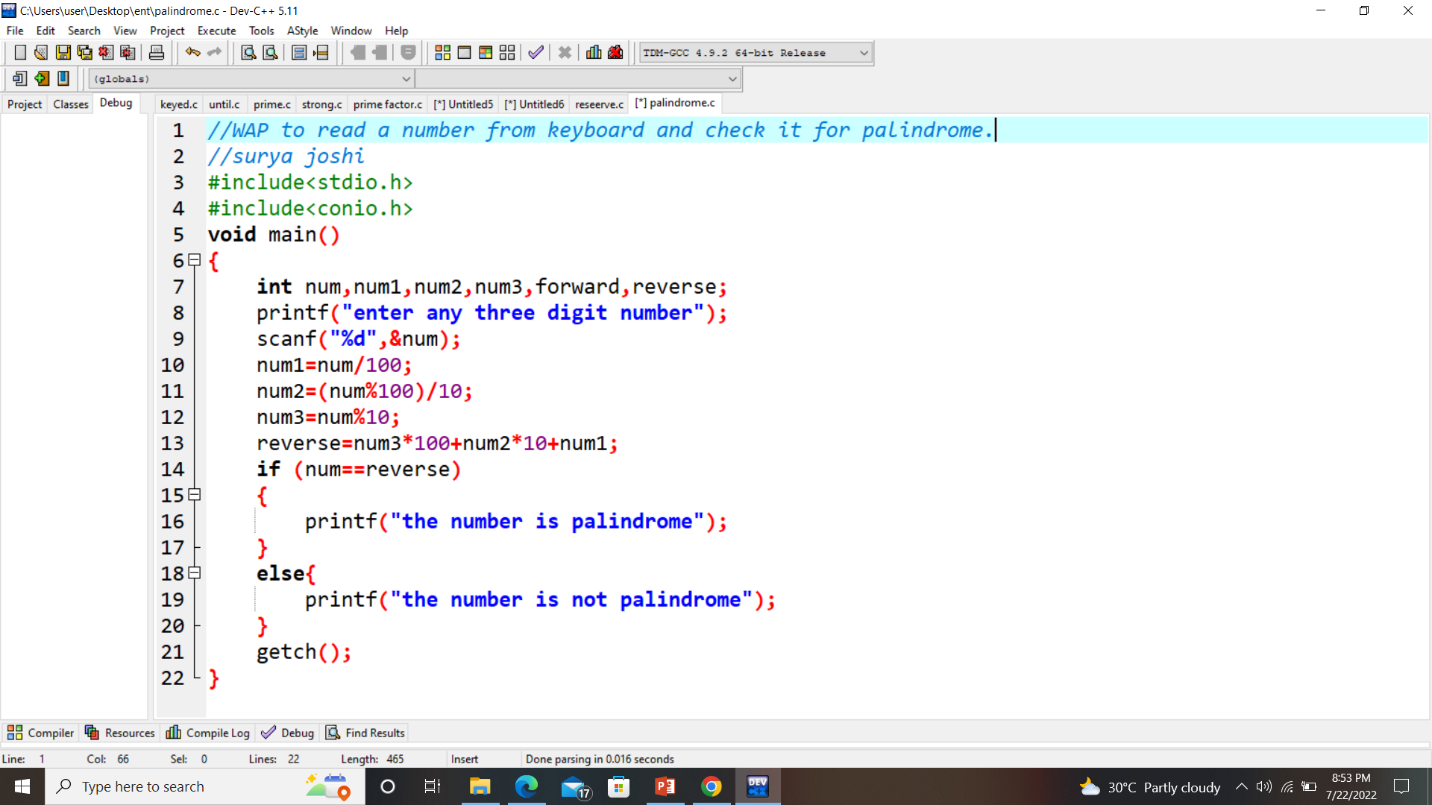 C:\Users\user\Desktop\ent\palindrome.c - Dev-C++ 5.11
File Edit Search View Project Execute Tools AStyle Window Help
TDM-GCC 4.9.2 64-bit Release
(globals)
Project Classes Debug keyed.c until.c prime.c strong.c prime factor.c [*] Untitled5 [*] Untitled6 reseerve.c [*] palindrome.c
1 //WAP to read a number from keyboard and check it for palindrome.
2 //surya joshi
3 #include<stdio.h>
4 #include<conio.h>
5 void main()
6 {
7 int num,num1,num2,num3,forward,reverse;
8 printf("enter any three digit number");
9 scanf("%d",&num);
10 num1=num/100;
11 num2=(num%100)/10;
12 num3=num%10;
13 reverse=num3*100+num2*10+num1;
14 if (num==reverse)
15 {
16 printf("the number is palindrome");
17 }
18 else{
19 printf("the number is not palindrome");
20 }
21 getch();
22 }
Compiler Resources Compile Log Debug Find Results
Line: 1 Col: 66 Sel: 0 Lines: 22 Length: 465 Insert Done parsing in 0.016 seconds
Type here to search 17 DEV C++ 30°C Partly cloudy 8:53 PM
7/22/2022